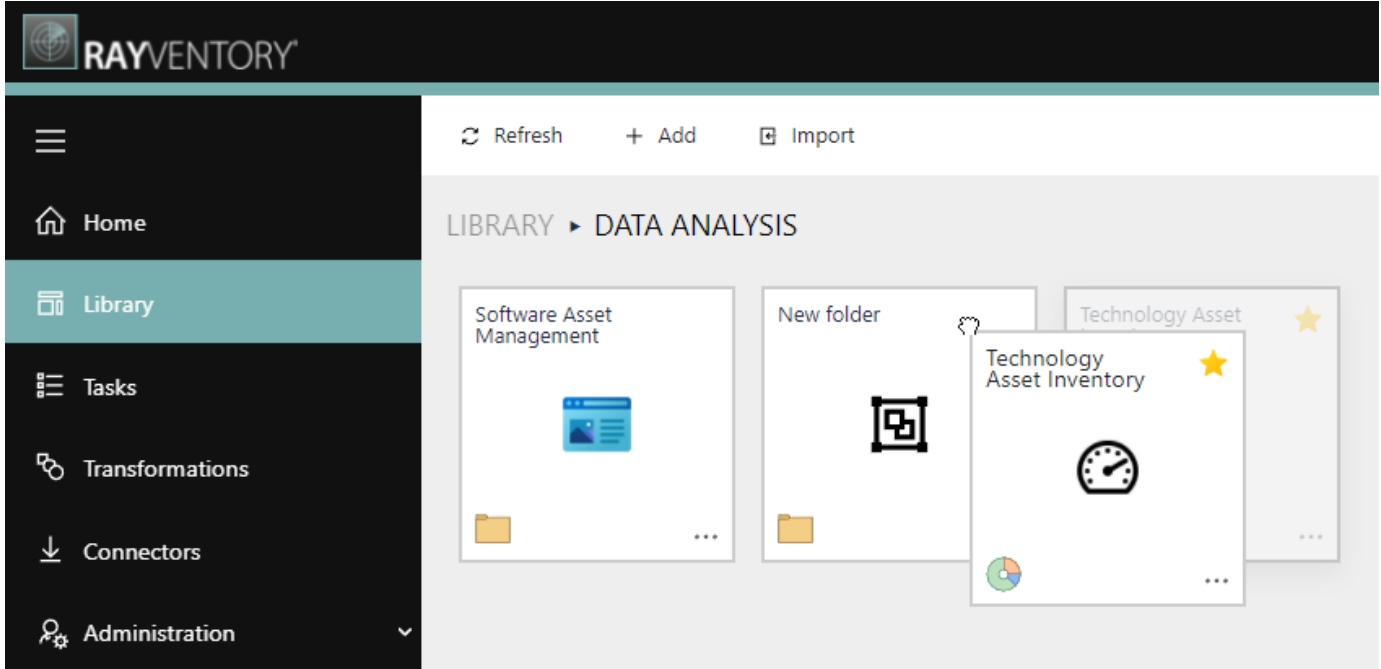 RAYVENTORY®
Refresh
Add
Import
Home
Library
Tasks
Transformations
Connectors
Administration
LIBRARY ▸ DATA ANALYSIS
Software Asset
Management
New folder
Technology Asset
Technology
Asset Inventory